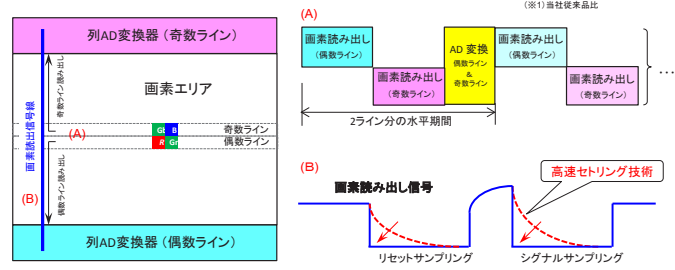 列AD変換器(奇数ライン)
画素読出信号線
奇数ライン読み出し
画素エリア
(A)
Gb B
R Gr
奇数ライン
偶数ライン
(B)
偶数ライン読み出し
列AD変換器(偶数ライン)
(※1)当社従来品比
(A)
画素読み出し
(偶数ライン)
画素読み出し
(奇数ライン)
AD 変換
偶数ライン
&
奇数ライン
画素読み出し
(偶数ライン)
画素読み出し
(奇数ライン)
…
2ライン分の水平期間
(B)
画素読み出し信号
高速セトリング技術
リセットサンプリング
シグナルサンプリング